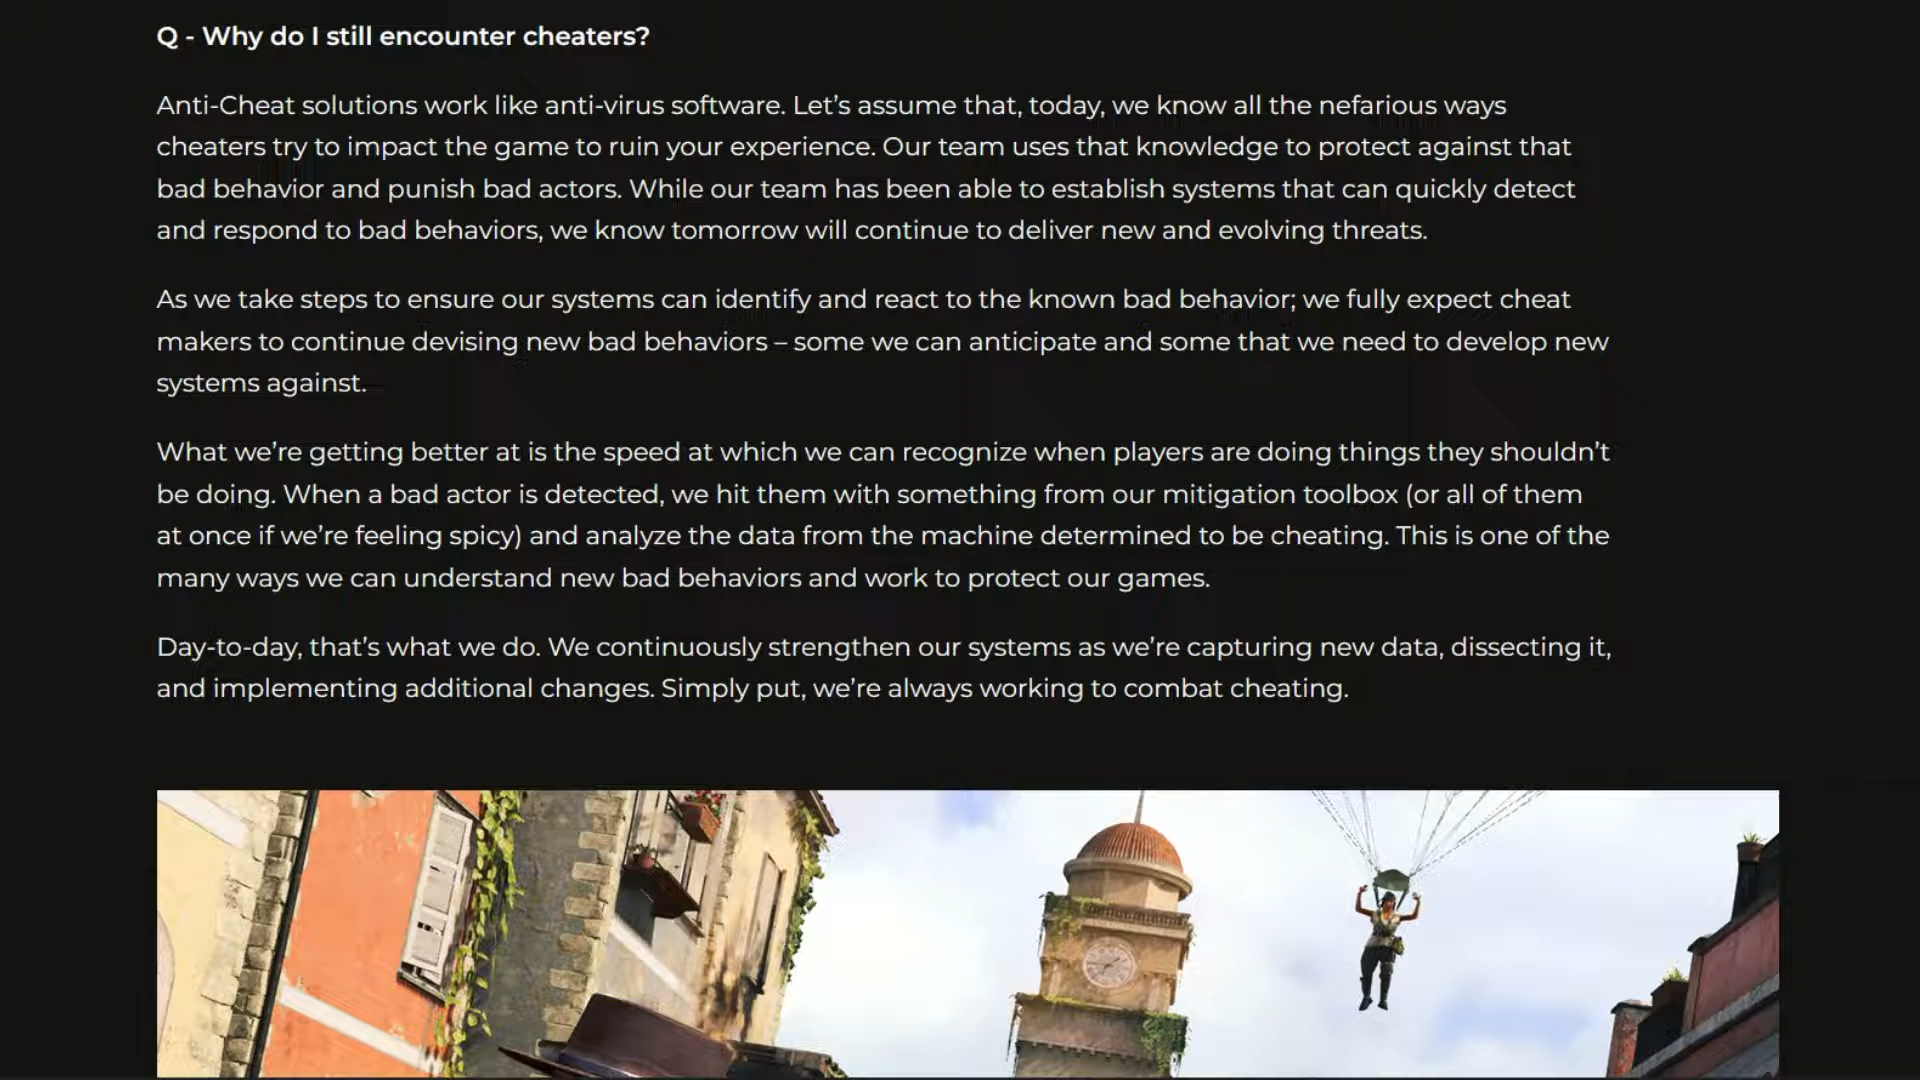 Q - Why do I still encounter cheaters?
Anti-Cheat solutions work like anti-virus software. Let’s assume that, today, we know all the nefarious ways
cheaters try to impact the game to ruin your experience. Our team uses that knowledge to protect against that
bad behavior and punish bad actors. While our team has been able to establish systems that can quickly detect
and respond to bad behaviors, we know tomorrow will continue to deliver new and evolving threats.
As we take steps to ensure our systems can identify and react to the known bad behavior; we fully expect cheat
makers to continue devising new bad behaviors – some we can anticipate and some that we need to develop new
systems against.
What we’re getting better at is the speed at which we can recognize when players are doing things they shouldn’t
be doing. When a bad actor is detected, we hit them with something from our mitigation toolbox (or all of them
at once if we’re feeling spicy) and analyze the data from the machine determined to be cheating. This is one of the
many ways we can understand new bad behaviors and work to protect our games.
Day-to-day, that’s what we do. We continuously strengthen our systems as we’re capturing new data, dissecting it,
and implementing additional changes. Simply put, we’re always working to combat cheating.